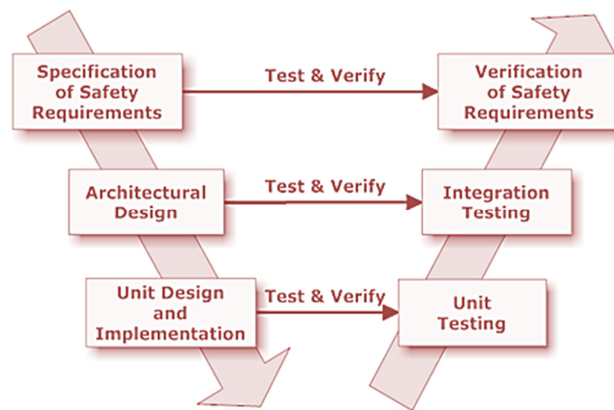 Specification
of Safety
Requirements
Test & Verify
Verification
of Safety
Requirements
Architectural
Design
Test & Verify
Integration
Testing
Unit Design
and
Implementation
Test & Verify
Unit
Testing